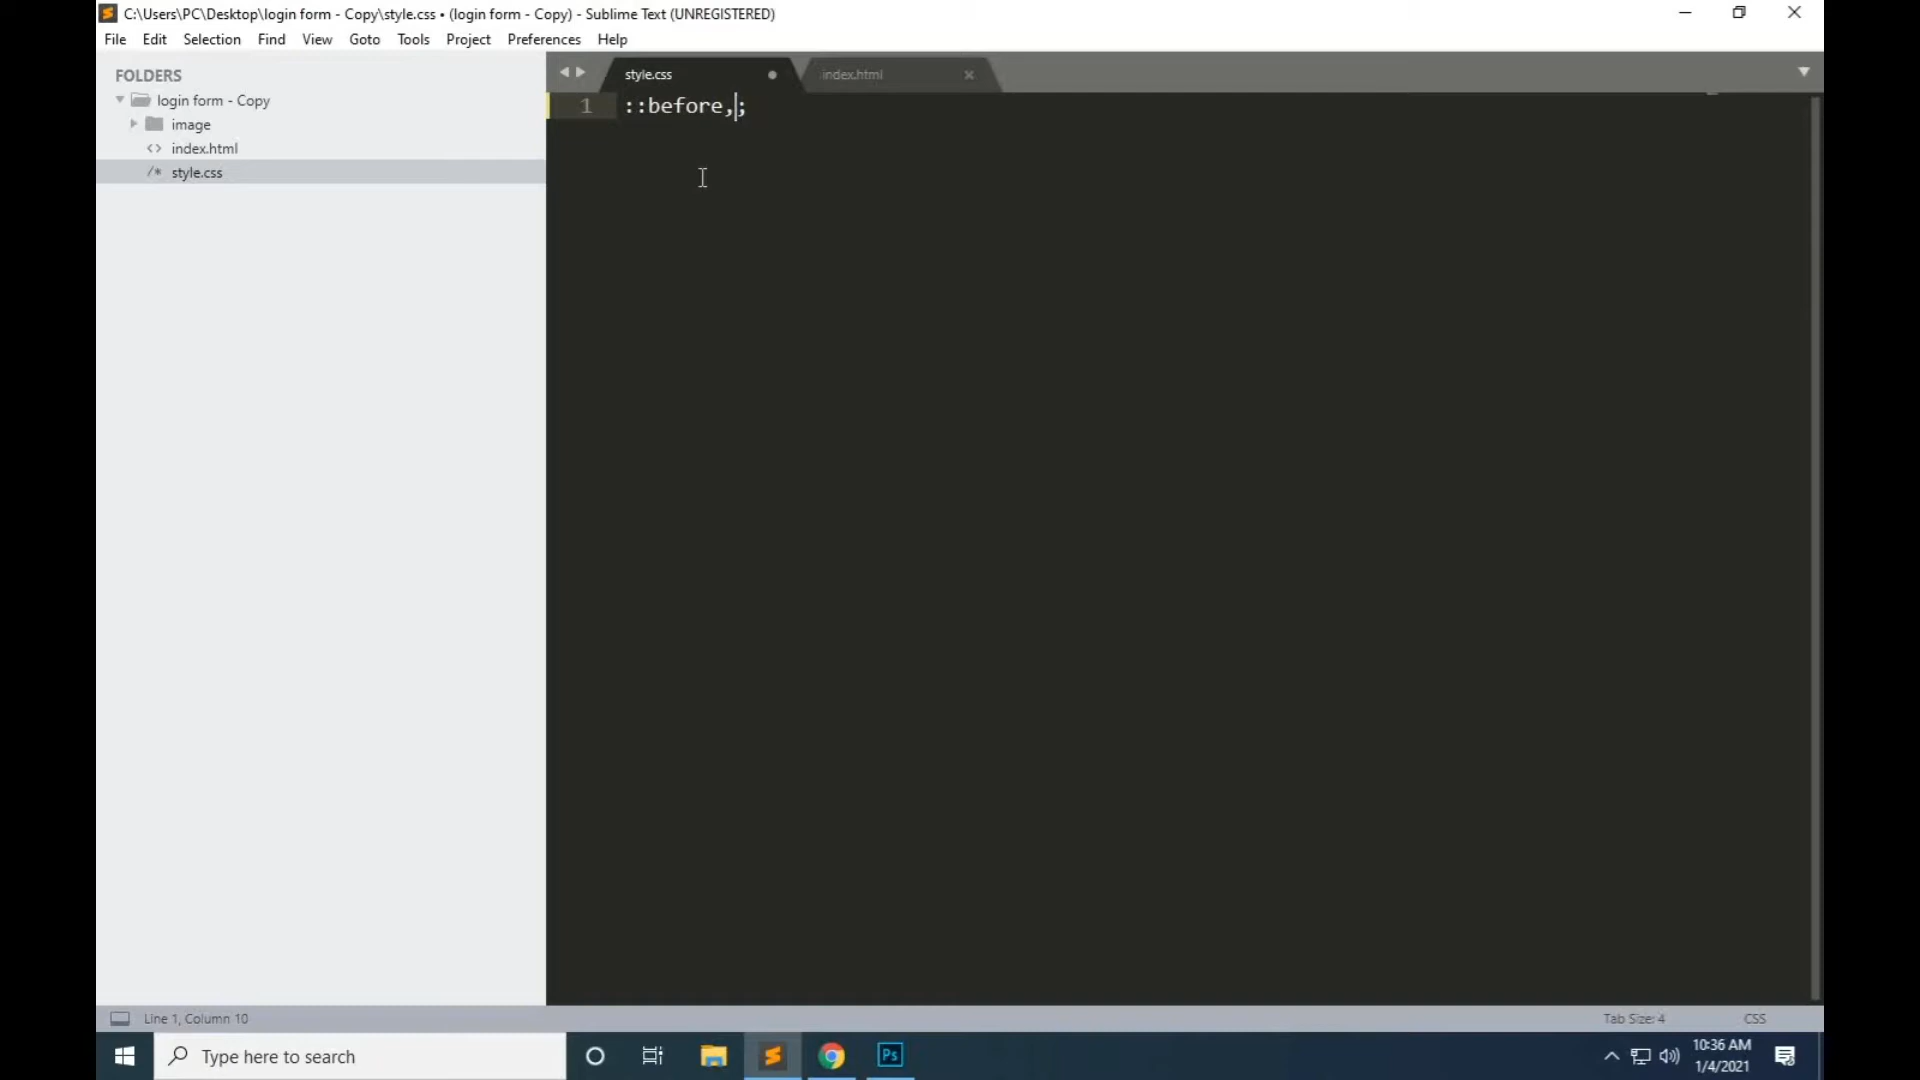 C:\Users\PC\Desktop\login form - Copy\style.css • (login form - Copy) - Sublime Text (UNREGISTERED)
File Edit Selection Find View Goto Tools Project Preferences Help
FOLDERS
login form - Copy
image
<> index.html
/* style.css
style.css
index.html
1 ::before,;
Line 1, Column 10
Tab Size: 4
CSS
Type here to search
Ps
10:36 AM
1/4/2021